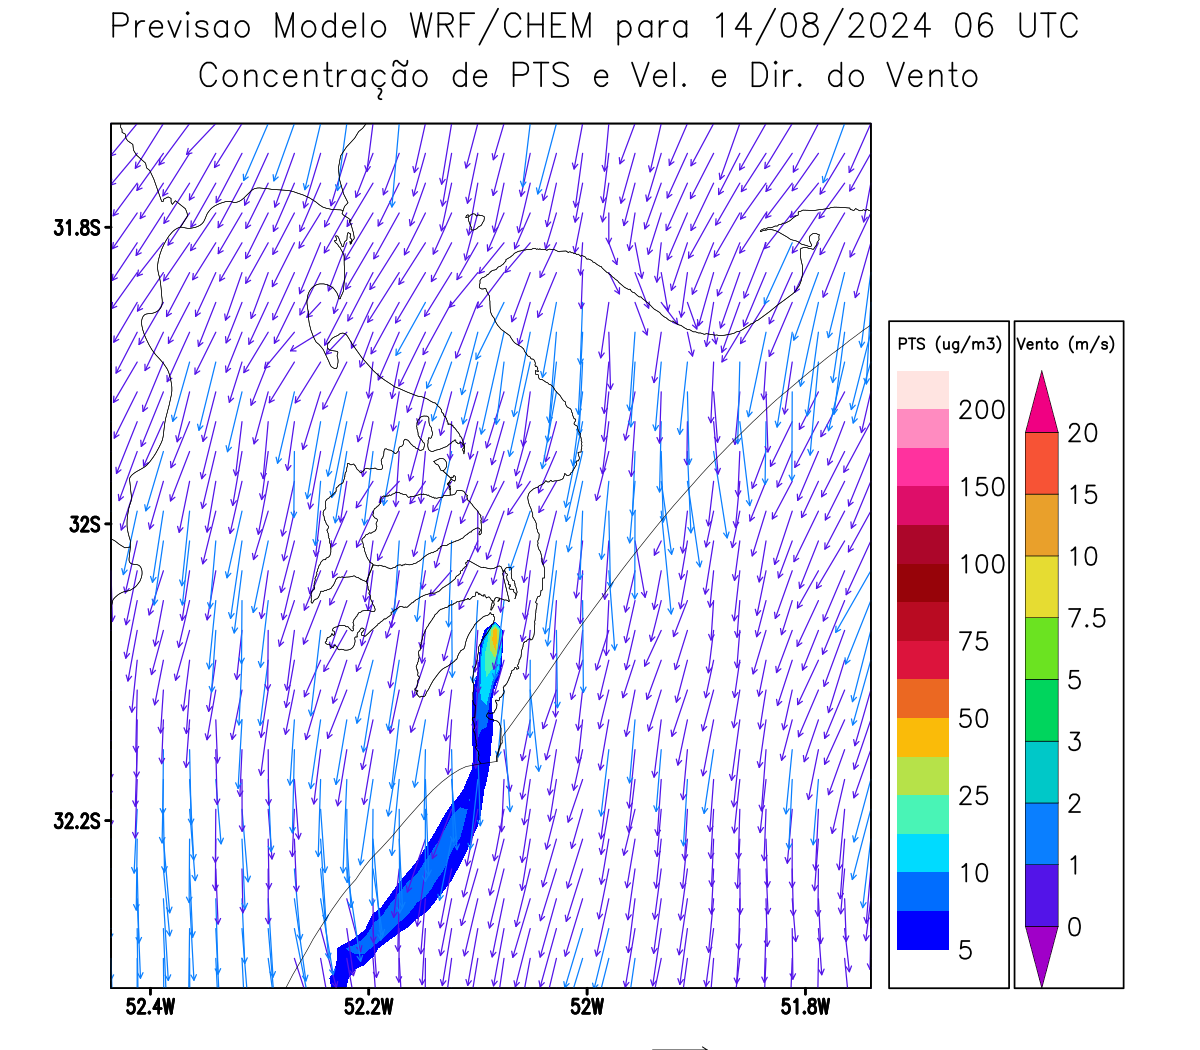 Previsao Modelo WRF/CHEM para 14/08/2024 06 UTC
Concentração de PTS e Vel. e Dir. do Vento
31.8S
32S
32.2S
52.4W
52.2W
52W
51.8W
PTS (ug/m3)
200
150
100
75
50
25
10
5
Vento (m/s)
20
15
10
7.5
5
3
2
1
0